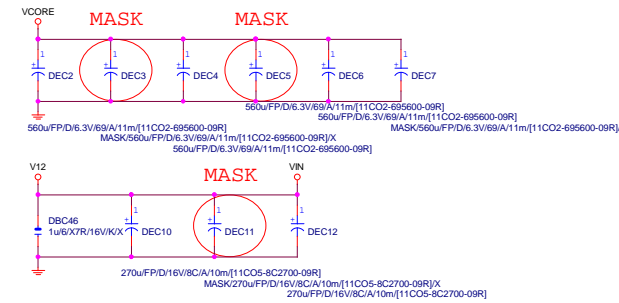 VCORE
MASK MASK
1 1 1 1 1 1
+ + + + + +
DEC2 DEC3 DEC4 DEC5 DEC6 DEC7
560u/FP/D/6.3V/69/A/11m/[11CO2-695600-09R]
560u/FP/D/6.3V/69/A/11m/[11CO2-695600-09R]
560u/FP/D/6.3V/69/A/11m/[11CO2-695600-09R] MASK/560u/FP/D/6.3V/69/A/11m/[11CO2-695600-09R]/
MASK/560u/FP/D/6.3V/69/A/11m/[11CO2-695600-09R]/X
560u/FP/D/6.3V/69/A/11m/[11CO2-695600-09R]
V12 MASK VIN
1 1 1
+ + +
DBC46
1u/6/X7R/16V/K/X DEC10 DEC11 DEC12
270u/FP/D/16V/8C/A/10m/[11CO5-8C2700-09R]
MASK/270u/FP/D/16V/8C/A/10m/[11CO5-8C2700-09R]/X
270u/FP/D/16V/8C/A/10m/[11CO5-8C2700-09R]